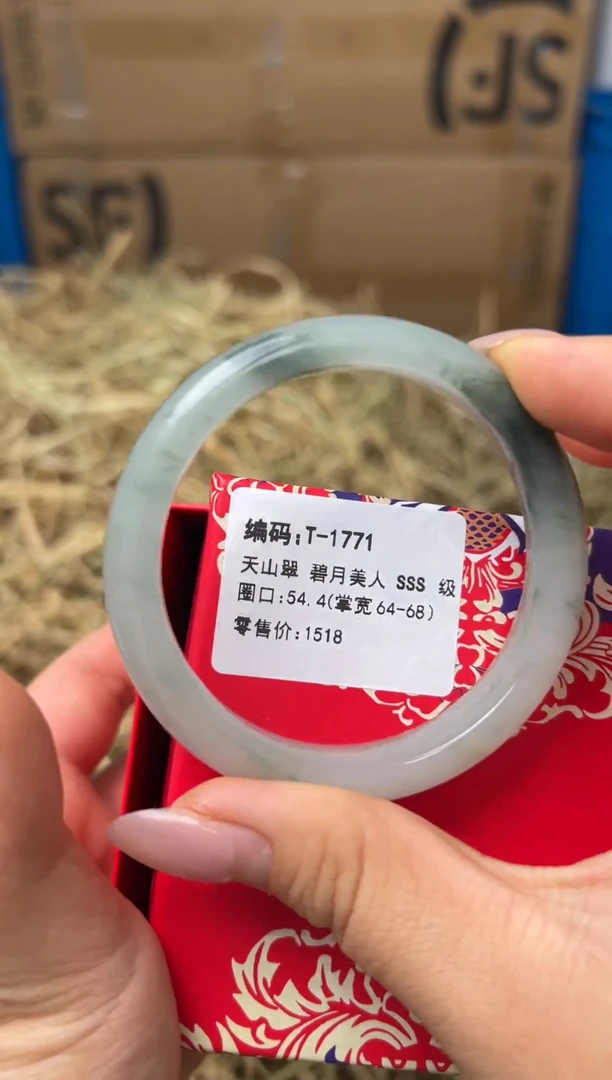 SF
SF
编码:T-1771
天山翠 碧月美人 SSS 级
圈口:54.4(掌宽64-68)
零售价:1518